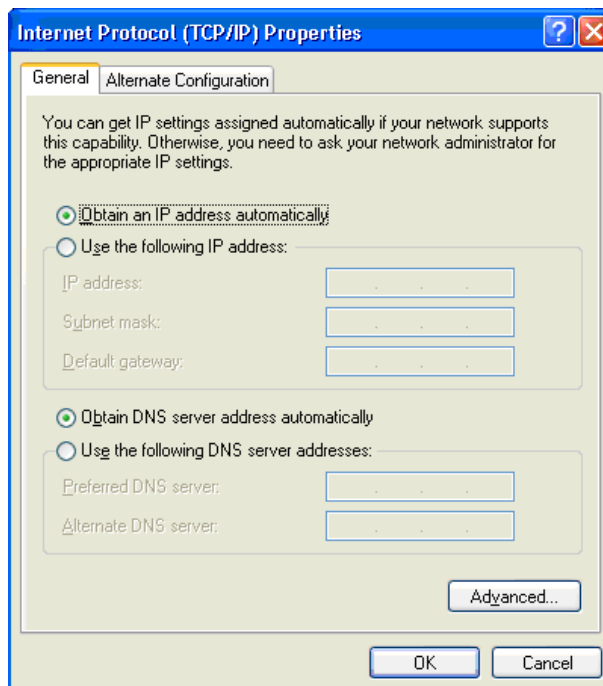 Internet Protocol (TCP/IP) Properties
General
Alternate Configuration
You can get IP settings assigned automatically if your network supports
this capability. Otherwise, you need to ask your network administrator for
the appropriate IP settings.
Obtain an IP address automatically
Use the following IP address:
IP address:
Subnet mask:
Default gateway:
Obtain DNS server address automatically
Use the following DNS server addresses:
Preferred DNS server:
Alternate DNS server:
Advanced...
OK
Cancel